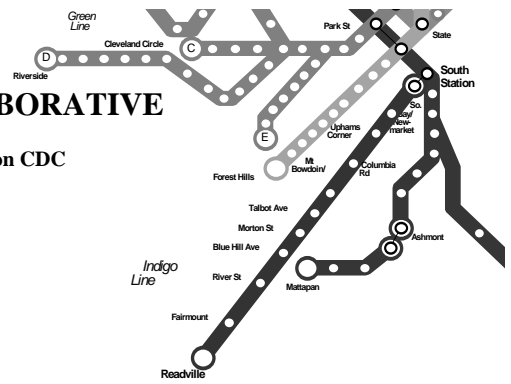 Green
Line
Park St
State
Cleveland Circle
C
D
Riverside
South
Station
BORATIVE
So.
Bay/
New-
market
Uphams
Corner
E
on CDC
Mt
Bowdoin/
Columbia
Rd
Forest Hills
Talbot Ave
Morton St
Ashmont
Blue Hill Ave
Indigo
Line
River St
Mattapan
Fairmount
Readville